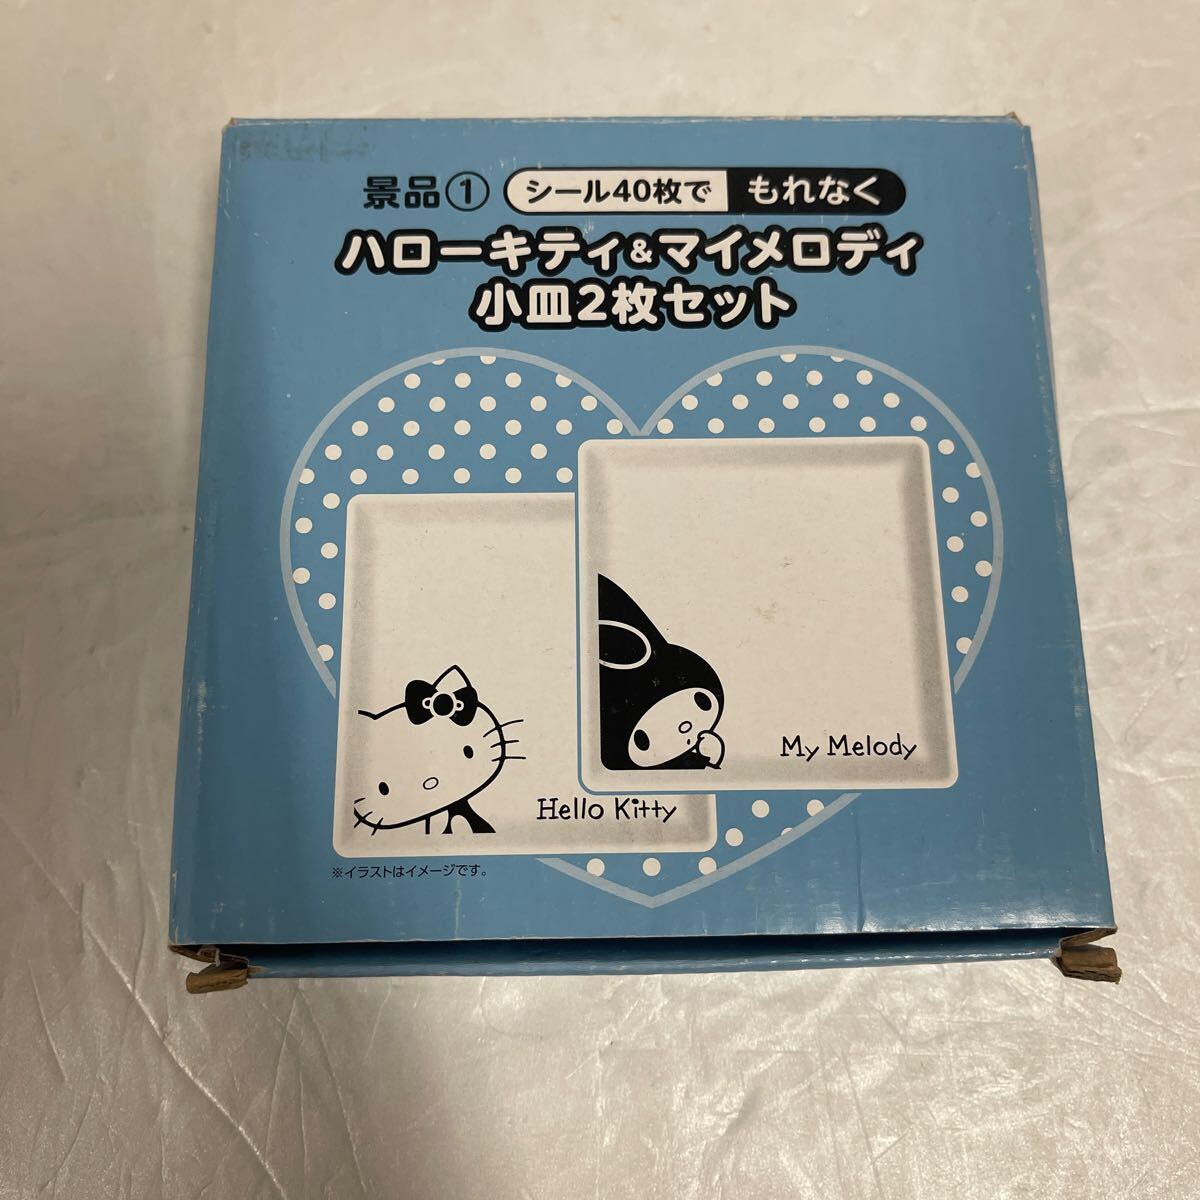 景品① シール40枚で もれなく
ハローキティ&マイメロディ
小皿2枚セット
My Melody
Hello Kitty
※イラストはイメージです。